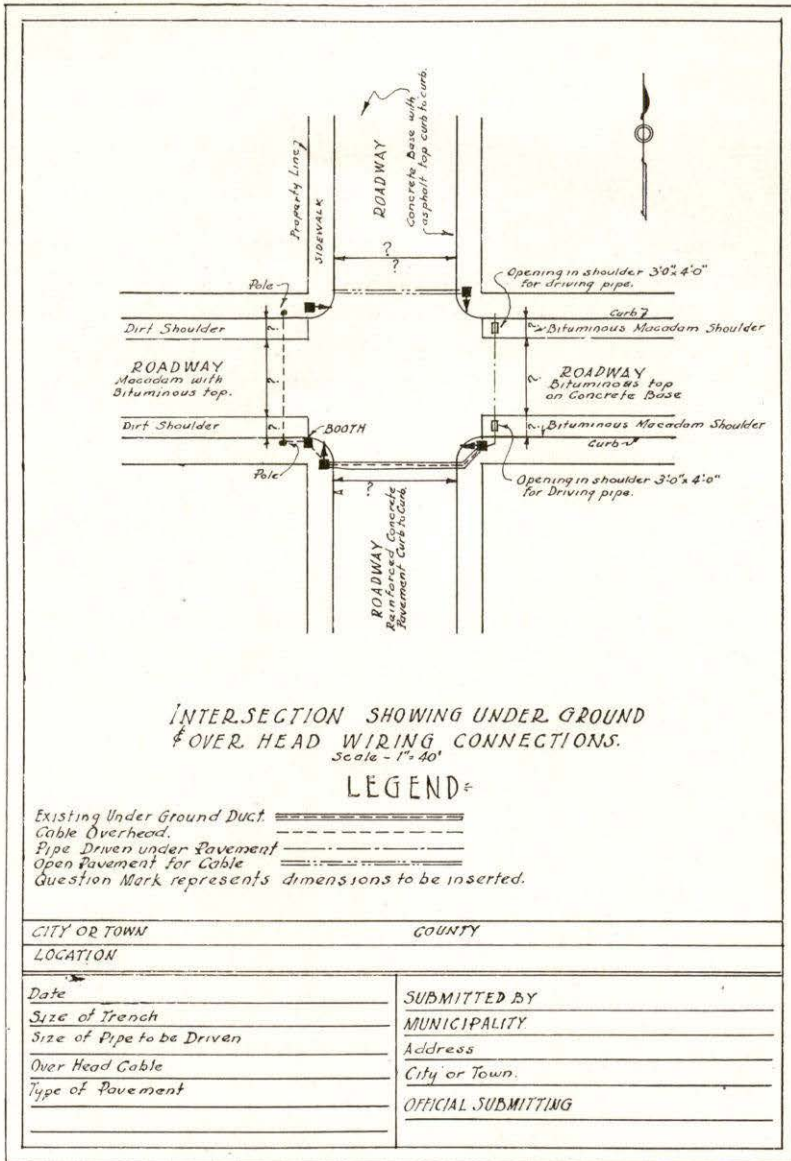 Property Line
SIDEWALK
ROADWAY
Concrete Base with
asphalt top curb to curb.
?
?
Pole
Opening in shoulder 3'0"x 4'0"
for driving pipe.
Curb
Dirt Shoulder
?
?
Bituminous Macadam Shoulder
ROADWAY
Macadam with
Bituminous top.
?
?
ROADWAY
Bituminous top
on Concrete Base
Dirt Shoulder
?
BOOTH
?
Bituminous Macadam Shoulder
Curb
Pole
?
Opening in shoulder 3'0"x 4'0"
for Driving pipe.
ROADWAY
Rainforced Concrete
Pavement Curb to Curb.
INTERSECTION SHOWING UNDER GROUND
& OVER HEAD WIRING CONNECTIONS.
Scale - 1"= 40'
LEGEND
Existing Under Ground Duct.
Cable Overhead.
Pipe Driven under Pavement
Open Pavement for Cable
Question Mark represents dimensions to be inserted.
CITY OR TOWN COUNTY
LOCATION
Date
Size of Trench
Size of Pipe to be Driven
Over Head Cable
Type of Pavement
SUBMITTED BY
MUNICIPALITY
Address
City or Town.
OFFICIAL SUBMITTING